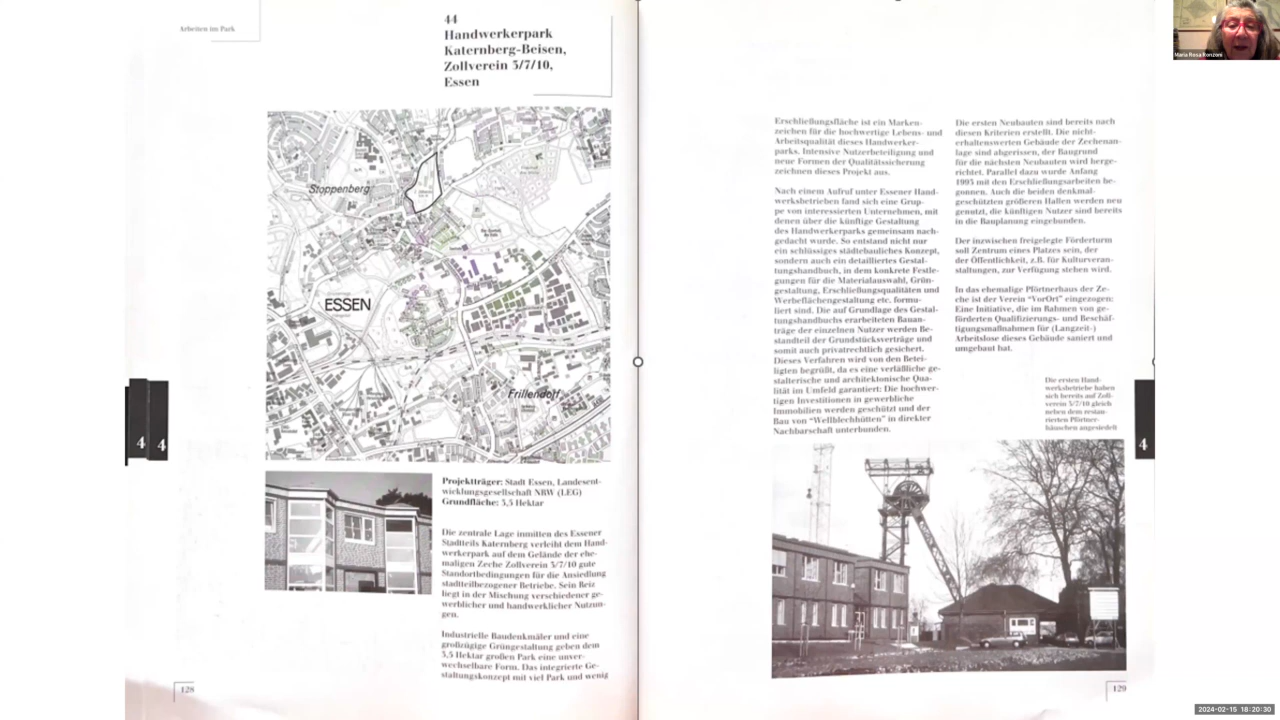 Arbeiten im Park
44
Handwerkerpark
Katernberg-Beisen,
Zollverein 3/7/10,
Essen
Stoppenberg
ESSEN
Frillendorf
4
4
Projektträger: Stadt Essen, Landesent-
wicklungsgesellschaft NRW (LEG)
Grundfläche: 3,5 Hektar
Die zentrale Lage inmitten des Essener
Stadtteils Katernberg verleiht dem Hand-
werkerpark auf dem Gelände der ehe-
maligen Zeche Zollverein 3/7/10 gute
Standortbedingungen für die Ansiedlung
stadtteilbezogener Betriebe. Sein Reiz
liegt in der Mischung verschiedener ge-
werblicher und handwerklicher Nutzun-
gen.
Industrielle Baudenkmäler und eine
großzügige Grüngestaltung geben dem
3,5 Hektar großen Park eine unver-
wechselbare Form. Das integrierte Ge-
staltungskonzept mit viel Park und wenig
128
Erschließungsfläche ist ein Marken-
zeichen für die hochwertige Lebens- und
Arbeitsqualität dieses Handwerker-
parks. Intensive Nutzerbeteiligung und
neue Formen der Qualitätssicherung
zeichnen dieses Projekt aus.
Nach einem Aufruf unter Essener Hand-
werksbetrieben fand sich eine Grup-
pe von interessierten Unternehmen, mit
denen über die künftige Gestaltung
des Handwerkerparks gemeinsam nach-
gedacht wurde. So entstand nicht nur
ein schlüssiges städtebauliches Konzept,
sondern auch ein detailliertes Gestal-
tungshandbuch, in dem konkrete Festle-
gungen für die Materialauswahl, Grün-
gestaltung, Erschließungsqualitäten und
Werbeflächengestaltung etc. formu-
liert sind. Die auf Grundlage des Gestal-
tungshandbuchs erarbeiteten Bauan-
träge der einzelnen Nutzer werden Be-
standteil der Grundstücksverträge und
somit auch privatrechtlich gesichert.
Dieses Verfahren wird von den Betei-
ligten begrüßt, da es eine verläßliche ge-
stalterische und architektonische Qua-
lität im Umfeld garantiert: Die hochwer-
tigen Investitionen in gewerbliche
Immobilien werden geschützt und der
Bau von "Wellblechhütten" in direkter
Nachbarschaft unterbunden.
Die ersten Neubauten sind bereits nach
diesen Kriterien erstellt. Die nicht-
erhaltenswerten Gebäude der Zechenan-
lage sind abgerissen, der Baugrund
für die nächsten Neubauten wird herge-
richtet. Parallel dazu wurde Anfang
1995 mit den Erschließungsarbeiten be-
gonnen. Auch die beiden denkmal-
geschützten größeren Hallen werden neu
genutzt, die künftigen Nutzer sind bereits
in die Bauplanung eingebunden.
Der inzwischen freigelegte Förderturm
soll Zentrum eines Platzes sein, der
der Öffentlichkeit, z.B. für Kulturveran-
staltungen, zur Verfügung stehen wird.
In das ehemalige Pförtnerhaus der Ze-
che ist der Verein "VorOrt" eingezogen:
Eine Initiative, die im Rahmen von ge-
förderten Qualifizierungs- und Beschäf-
tigungsmaßnahmen für (Langzeit-)
Arbeitslose dieses Gebäude saniert und
umgebaut hat.
Die ersten Hand-
werksbetriebe haben
sich bereits auf Zoll-
verein 3/7/10 gleich
neben dem restau-
rierten Pförtner-
häuschen angesiedelt
4
129
Maria Rosa Ronzoni
2024-02-15 18:20:30